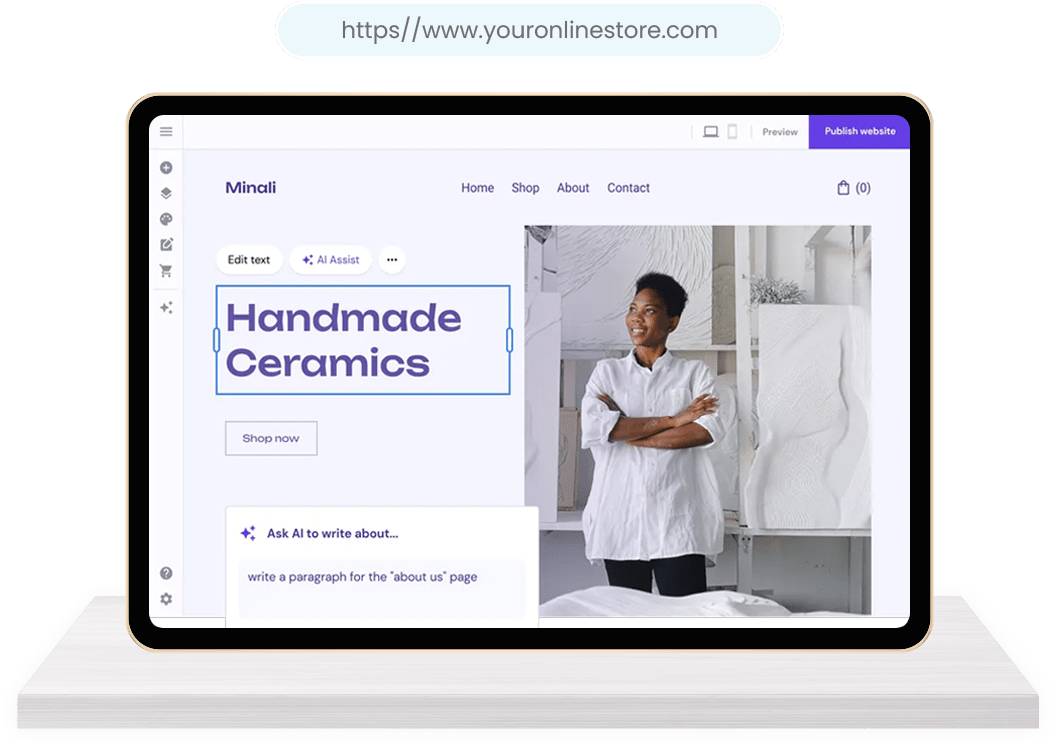 https//www.youronlinestore.com
Preview
Publish website
Minali
Home Shop About Contact
(0)
Edit text
AI Assist
Handmade
Ceramics
Shop now
Ask AI to write about...
write a paragraph for the "about us" page